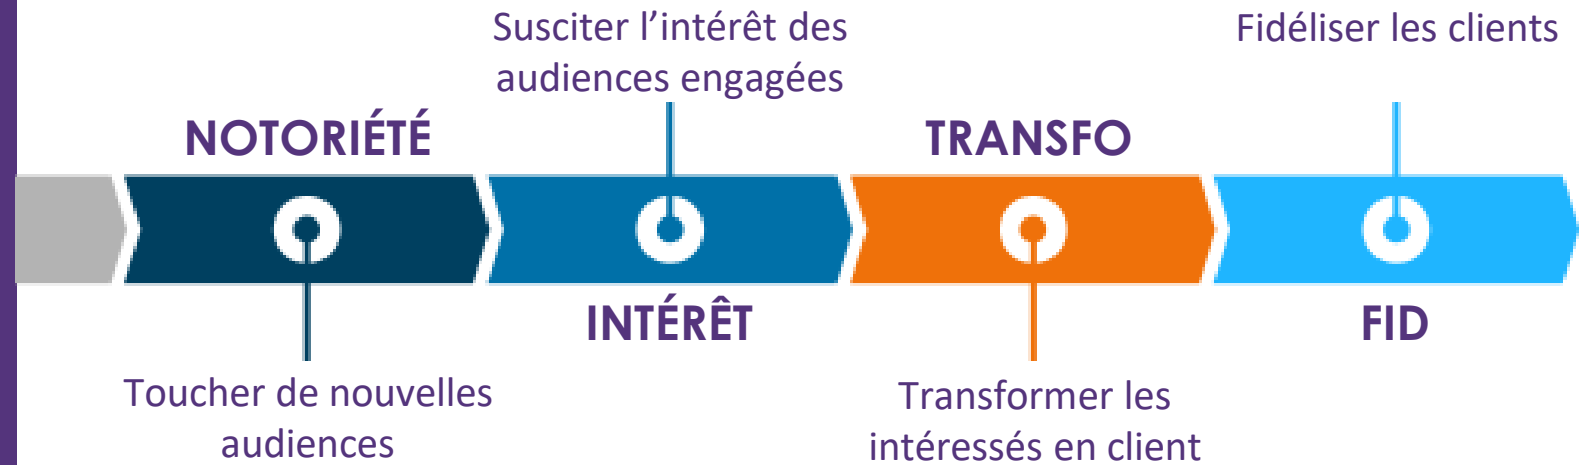 Susciter l’intérêt des
audiences engagées
Fidéliser les clients
NOTORIÉTÉ
TRANSFO
INTÉRÊT
FID
Toucher de nouvelles
audiences
Transformer les
intéressés en client